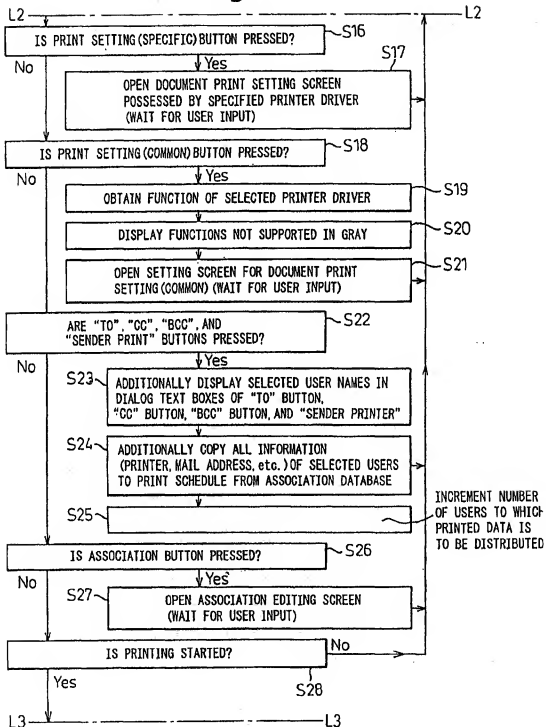 L2 L2
IS PRINT SETTING(SPECIFIC)BUTTON PRESSED? S16
No Yes S17
OPEN DOCUMENT PRINT SETTING SCREEN
POSSESSED BY SPECIFIED PRINTER DRIVER
(WAIT FOR USER INPUT)
IS PRINT SETTING(COMMON)BUTTON PRESSED? S18
No Yes
OBTAIN FUNCTION OF SELECTED PRINTER DRIVER S19
DISPLAY FUNCTIONS NOT SUPPORTED IN GRAY S20
OPEN SETTING SCREEN FOR DOCUMENT PRINT S21
SETTING(COMMON)(WAIT FOR USER INPUT)
ARE "TO", "CC", "BCC", AND S22
"SENDER PRINT" BUTTONS PRESSED?
No Yes
S23 ADDITIONALLY DISPLAY SELECTED USER NAMES IN
DIALOG TEXT BOXES OF "TO" BUTTON,
"CC" BUTTON, "BCC" BUTTON, AND "SENDER PRINTER"
S24 ADDITIONALLY COPY ALL INFORMATION
(PRINTER, MAIL ADDRESS, etc.)OF SELECTED USERS
TO PRINT SCHEDULE FROM ASSOCIATION DATABASE
S25
INCREMENT NUMBER
OF USERS TO WHICH
PRINTED DATA IS
TO BE DISTRIBUTED
IS ASSOCIATION BUTTON PRESSED? S26
No Yes
S27 OPEN ASSOCIATION EDITING SCREEN
(WAIT FOR USER INPUT)
IS PRINTING STARTED? No
Yes S28
L3 L3